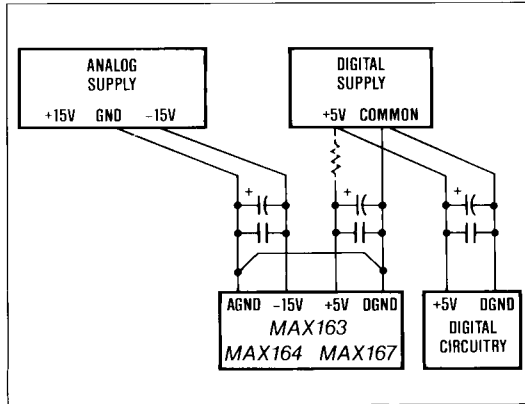 ANALOG
SUPPLY
+15V GND -15V
DIGITAL
SUPPLY
+5V COMMON
+
+
+
AGND -15V +5V DGND
MAX163
MAX164 MAX167
+5V DGND
DIGITAL
CIRCUITRY